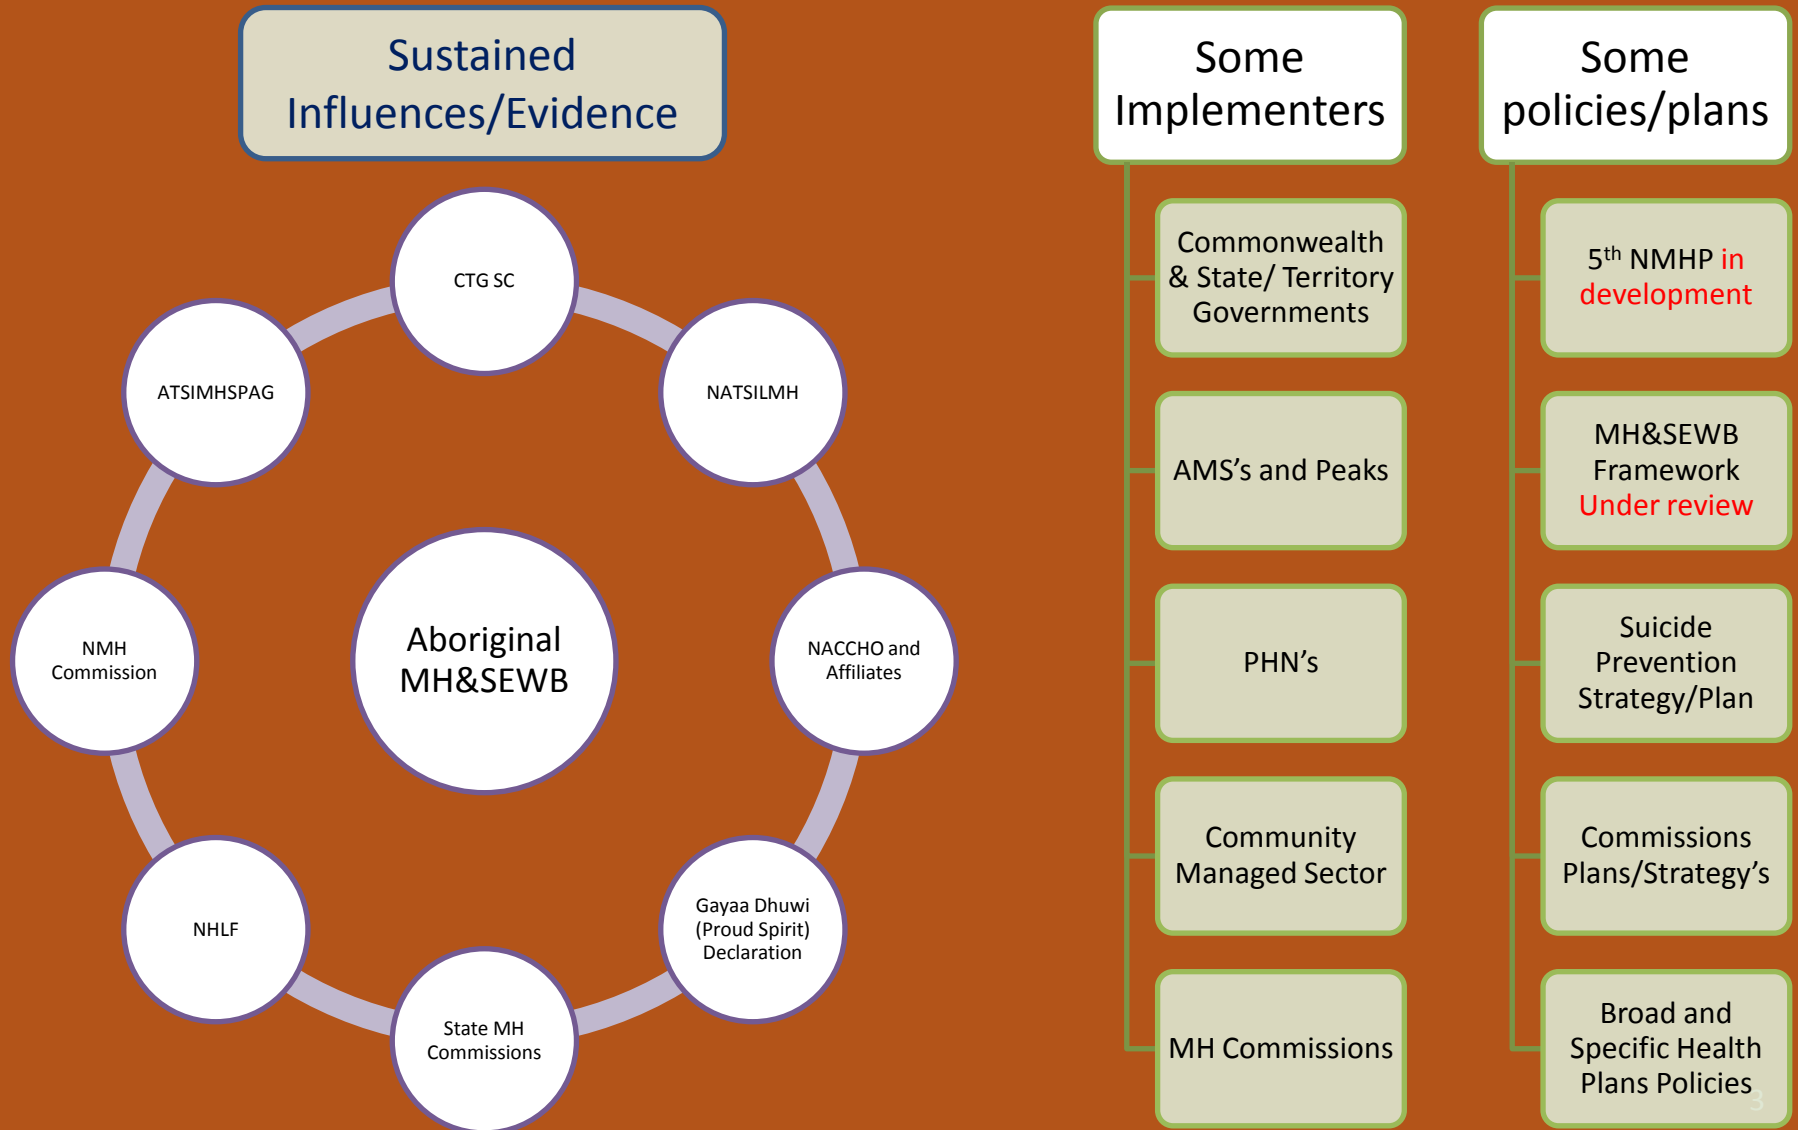 Sustained
Influences/Evidence
CTG SC
NATSILMH
NACCHO and
Affiliates
Gayaa Dhuwi
(Proud Spirit)
Declaration
State MH
Commissions
NHLF
NMH
Commission
ATSIMHSPAG
Aboriginal
MH&SEWB
Some
Implementers
Commonwealth
& State/ Territory
Governments
AMS’s and Peaks
PHN’s
Community
Managed Sector
MH Commissions
Some
policies/plans
5th NMHP in
development
MH&SEWB
Framework
Under review
Suicide
Prevention
Strategy/Plan
Commissions
Plans/Strategy’s
Broad and
Specific Health
Plans Policies
3